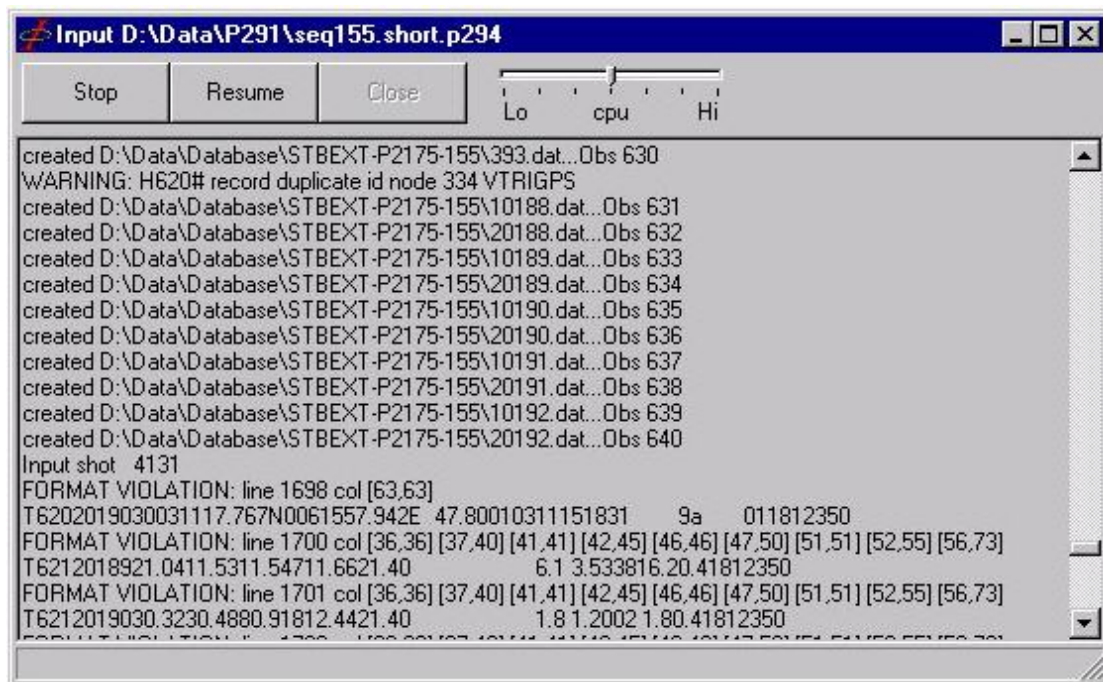 Input D:\Data\P291\seq155.short.p294
Stop Resume Close
Lo cpu Hi
created D:\Data\Database\STBEXT-P2175-155\393.dat...Obs 630
WARNING: H620# record duplicate id node 334 VTRIGPS
created D:\Data\Database\STBEXT-P2175-155\10188.dat...Obs 631
created D:\Data\Database\STBEXT-P2175-155\20188.dat...Obs 632
created D:\Data\Database\STBEXT-P2175-155\10189.dat...Obs 633
created D:\Data\Database\STBEXT-P2175-155\20189.dat...Obs 634
created D:\Data\Database\STBEXT-P2175-155\10190.dat...Obs 635
created D:\Data\Database\STBEXT-P2175-155\20190.dat...Obs 636
created D:\Data\Database\STBEXT-P2175-155\10191.dat...Obs 637
created D:\Data\Database\STBEXT-P2175-155\20191.dat...Obs 638
created D:\Data\Database\STBEXT-P2175-155\10192.dat...Obs 639
created D:\Data\Database\STBEXT-P2175-155\20192.dat...Obs 640
Input shot 4131
FORMAT VIOLATION: line 1698 col [63,63]
T6202019030031117.767N0061557.942E 47.80010311151831 9a 011812350
FORMAT VIOLATION: line 1700 col [36,36] [37,40] [41,41] [42,45] [46,46] [47,50] [51,51] [52,55] [56,73]
T6212018921.0411.5311.54711.6621.40 6.1 3.533816.20.41812350
FORMAT VIOLATION: line 1701 col [36,36] [37,40] [41,41] [42,45] [46,46] [47,50] [51,51] [52,55] [56,73]
T6212019030.3230.4880.91812.4421.40 1.8 1.2002 1.80.41812350